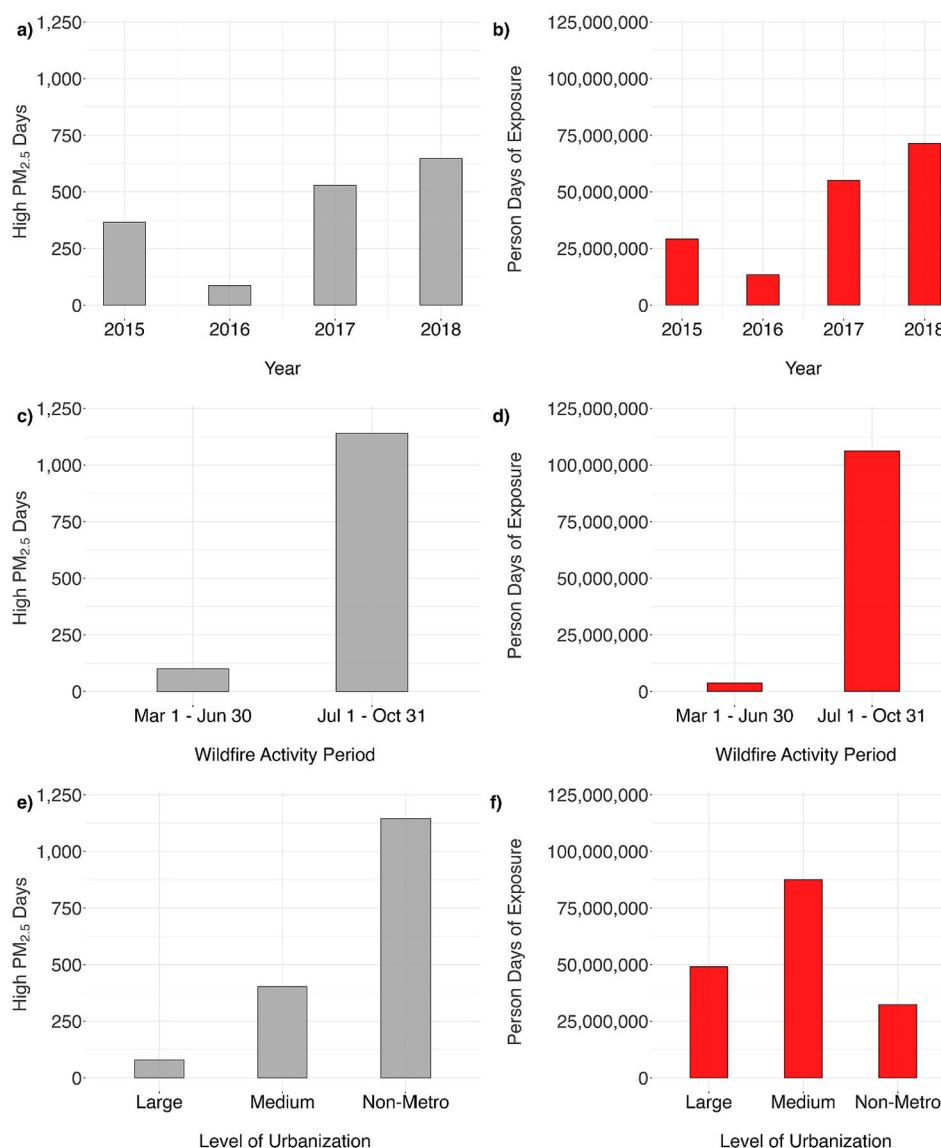 a)
1,250
1,000
750
500
250
0
High PM2.5 Days
2015 2016 2017 2018
Year
b)
125,000,000
100,000,000
75,000,000
50,000,000
25,000,000
0
Person Days of Exposure
2015 2016 2017 2018
Year
c)
1,250
1,000
750
500
250
0
High PM2.5 Days
Mar 1 - Jun 30 Jul 1 - Oct 31
Wildfire Activity Period
d)
125,000,000
100,000,000
75,000,000
50,000,000
25,000,000
0
Person Days of Exposure
Mar 1 - Jun 30 Jul 1 - Oct 31
Wildfire Activity Period
e)
1,250
1,000
750
500
250
0
High PM2.5 Days
Large Medium Non-Metro
Level of Urbanization
f)
125,000,000
100,000,000
75,000,000
50,000,000
25,000,000
0
Person Days of Exposure
Large Medium Non-Metro
Level of Urbanization